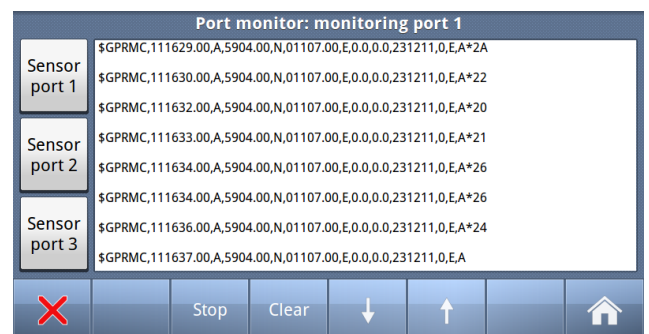 Port monitor: monitoring port 1
Sensor
port 1
Sensor
port 2
Sensor
port 3
$GPRMC,111629.00,A,5904.00,N,01107.00,E,0.0,0.0,231211,0,E,A*2A
$GPRMC,111630.00,A,5904.00,N,01107.00,E,0.0,0.0,231211,0,E,A*22
$GPRMC,111632.00,A,5904.00,N,01107.00,E,0.0,0.0,231211,0,E,A*20
$GPRMC,111633.00,A,5904.00,N,01107.00,E,0.0,0.0,231211,0,E,A*21
$GPRMC,111634.00,A,5904.00,N,01107.00,E,0.0,0.0,231211,0,E,A*26
$GPRMC,111634.00,A,5904.00,N,01107.00,E,0.0,0.0,231211,0,E,A*26
$GPRMC,111636.00,A,5904.00,N,01107.00,E,0.0,0.0,231211,0,E,A*24
$GPRMC,111637.00,A,5904.00,N,01107.00,E,0.0,0.0,231211,0,E,A
Stop
Clear